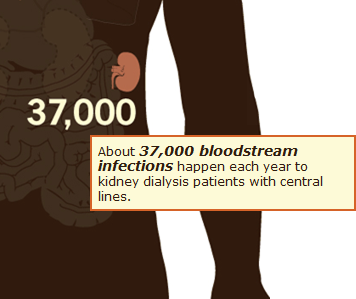 37,000
About 37,000 bloodstream
infections happen each year to
kidney dialysis patients with central
lines.